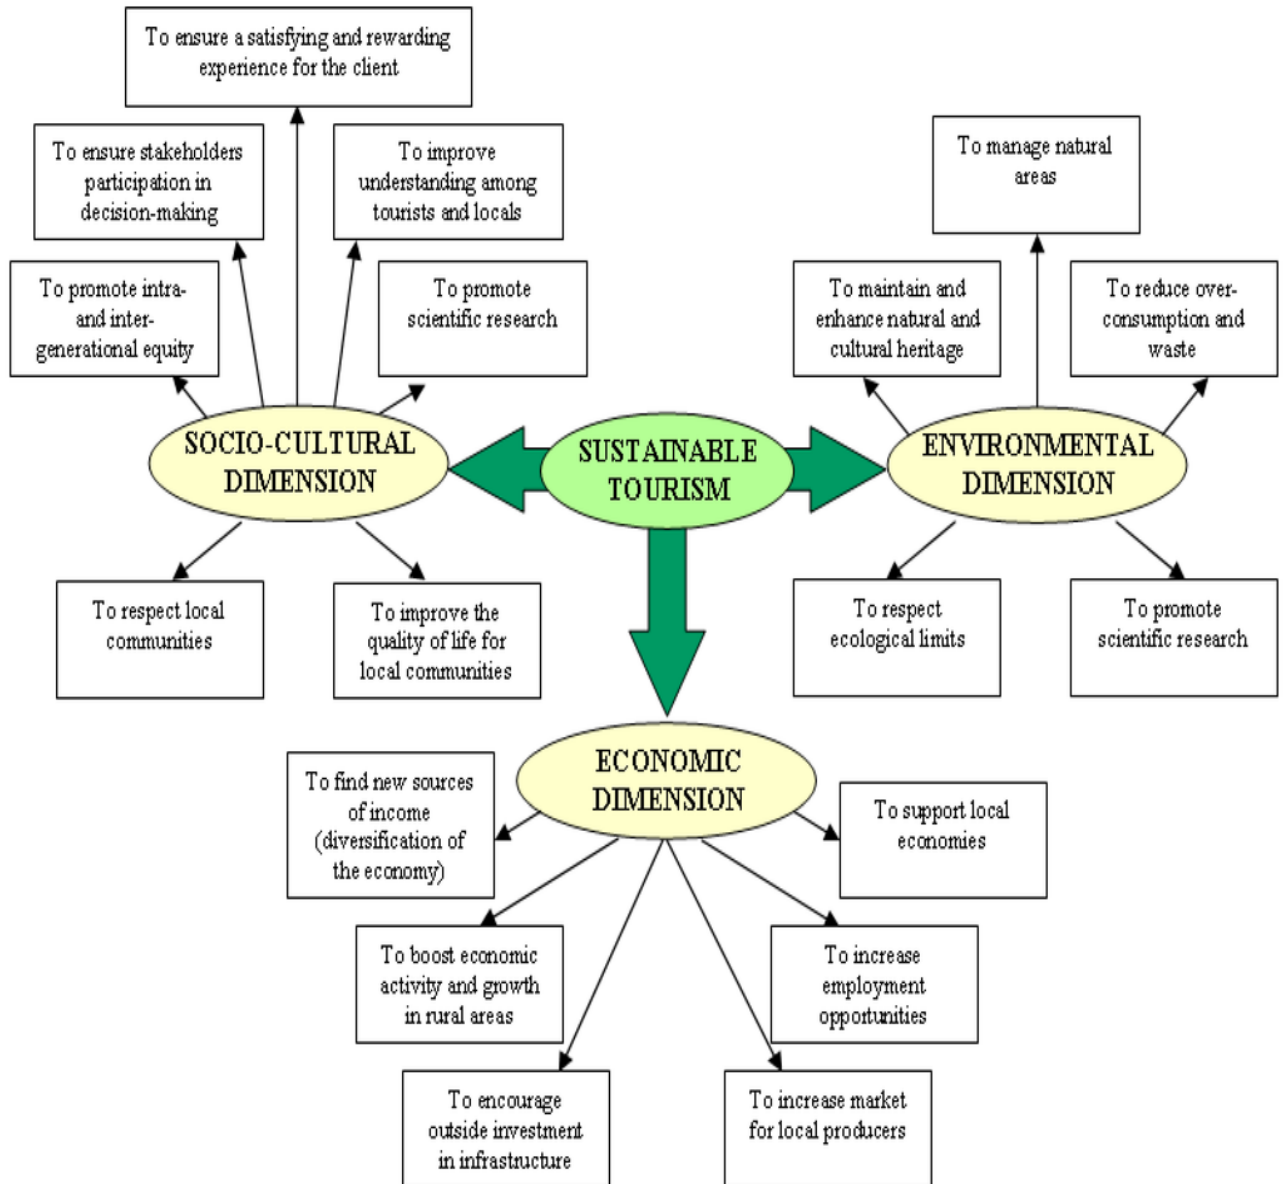 To ensure a satisfying and rewarding
experience for the client
To ensure stakeholders
participation in
decision-making
To improve
understanding among
tourists and locals
To manage natural
areas
To promote intra-
and inter-
generational equity
To promote
scientific research
To maintain and
enhance natural and
cultural heritage
To reduce over-
consumption and
waste
SOCIO-CULTURAL
DIMENSION
SUSTAINABLE
TOURISM
ENVIRONMENTAL
DIMENSION
To respect local
communities
To improve the
quality of life for
local communities
To respect
ecological limits
To promote
scientific research
ECONOMIC
DIMENSION
To find new sources
of income
(diversification of
the economy)
To support local
economies
To boost economic
activity and growth
in rural areas
To increase
employment
opportunities
To encourage
outside investment
in infrastructure
To increase market
for local producers